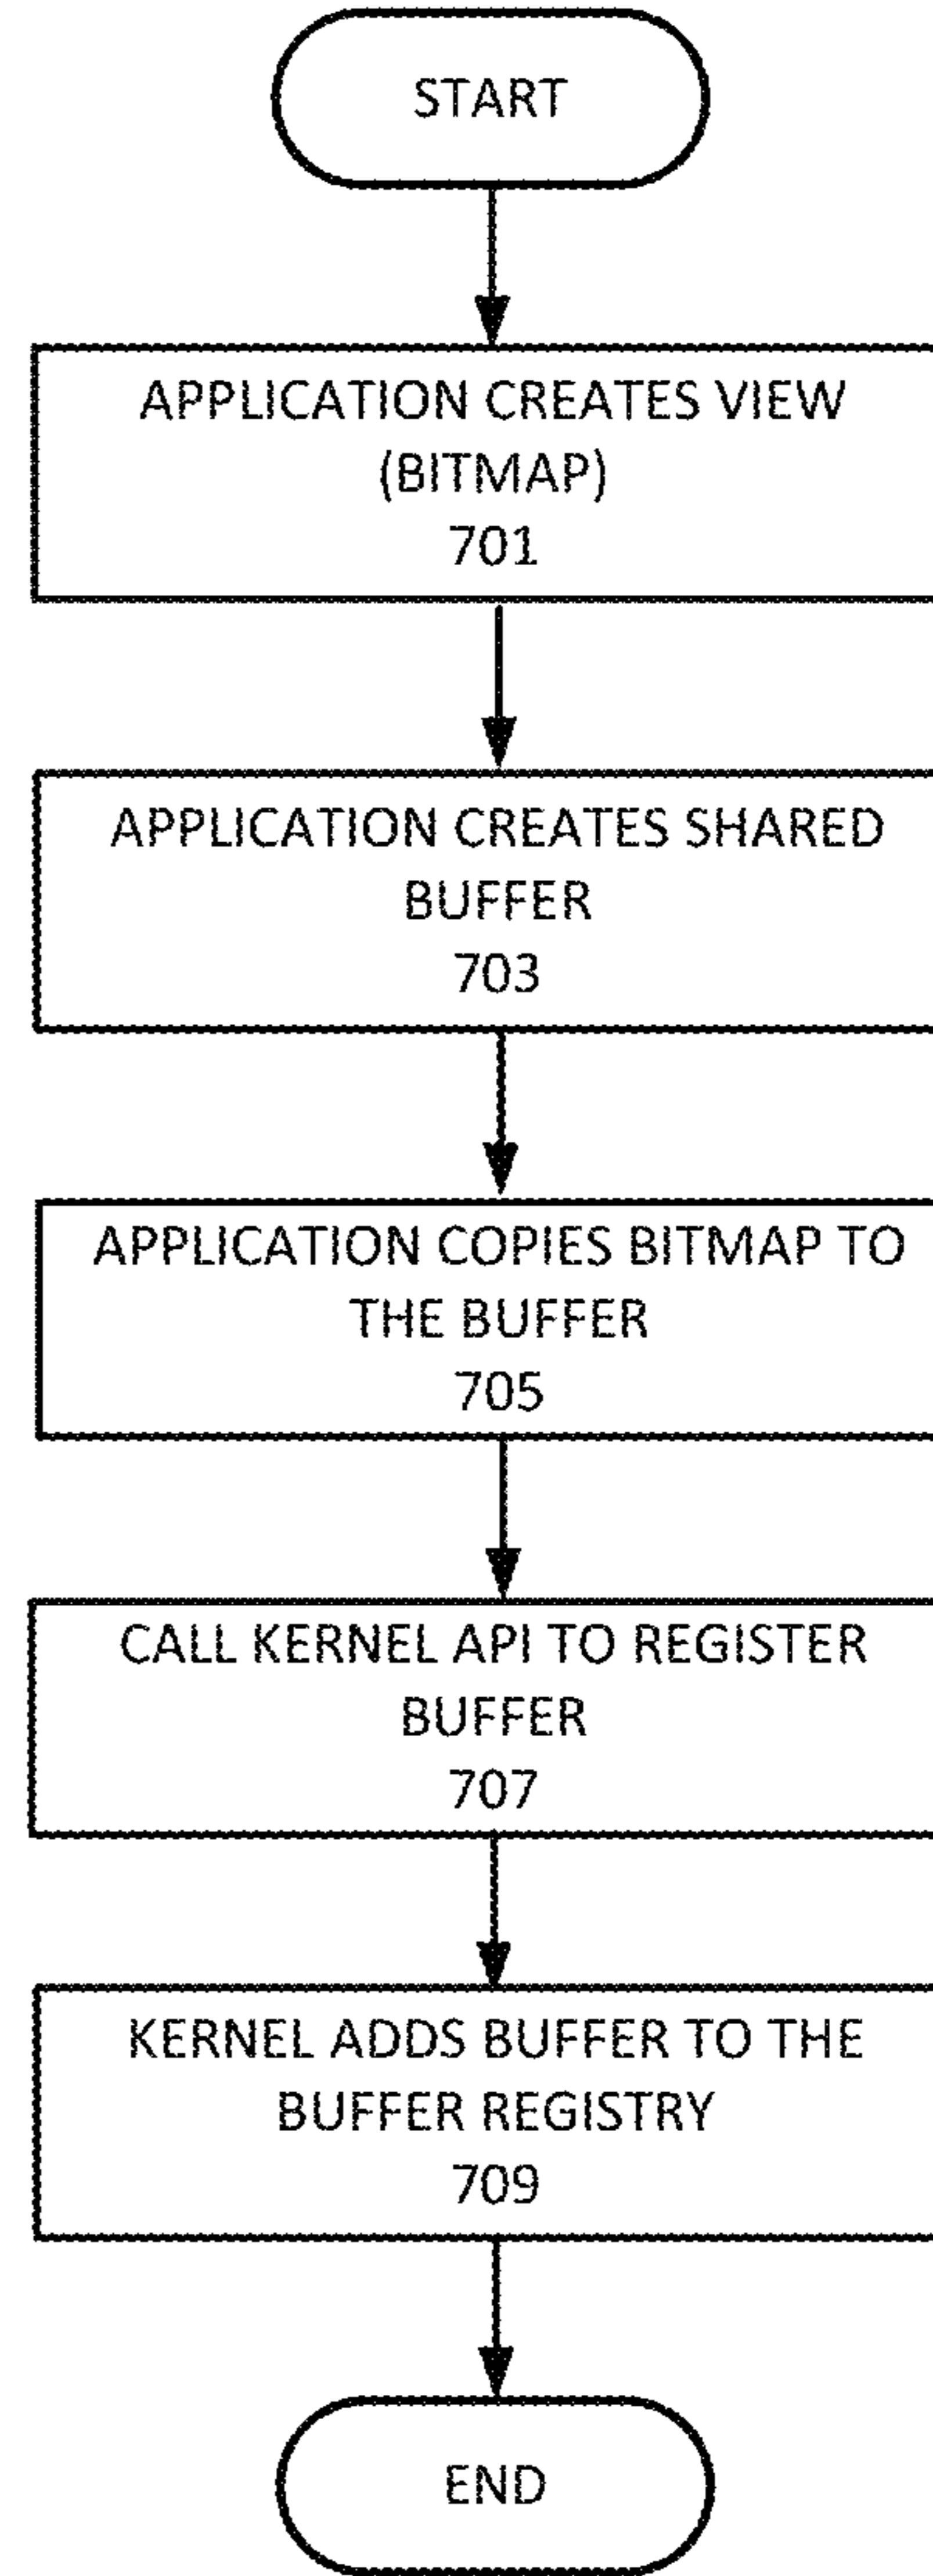 START
APPLICATION CREATES VIEW
(BITMAP)
701
APPLICATION CREATES SHARED
BUFFER
703
APPLICATION COPIES BITMAP TO
THE BUFFER
705
CALL KERNEL API TO REGISTER
BUFFER
707
KERNEL ADDS BUFFER TO THE
BUFFER REGISTRY
709
END